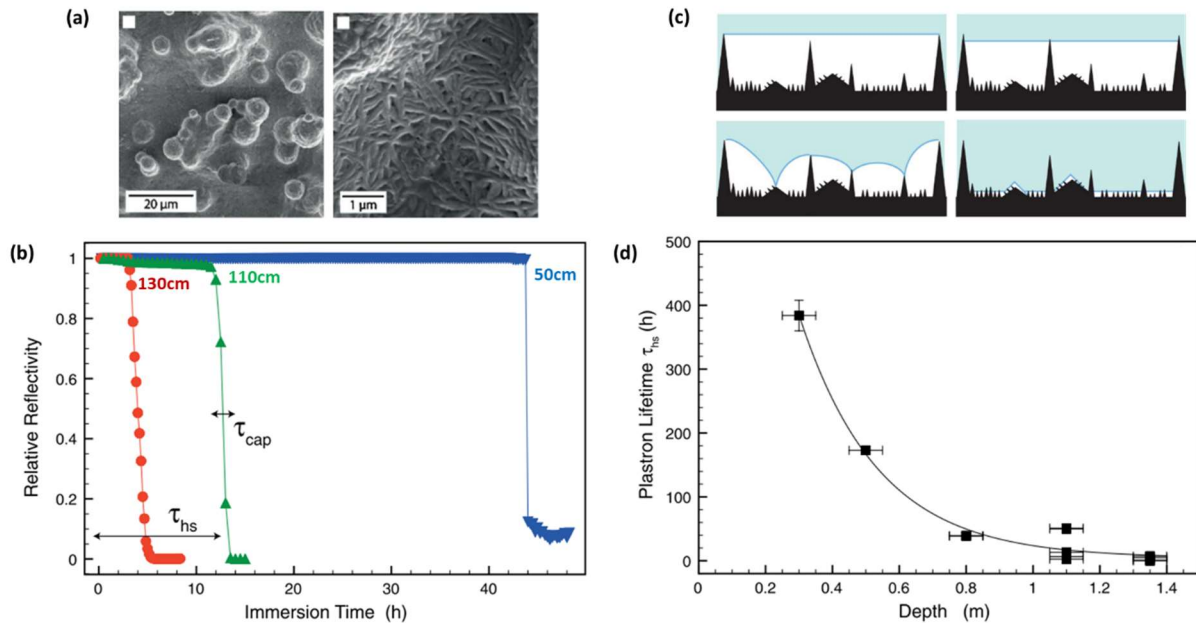 (a)
20 μm
1 μm
(b)
Relative Reflectivity
1
0.8
0.6
0.4
0.2
0
130cm
110cm
50cm
τcap
τhs
0
10
20
30
40
Immersion Time (h)
(c)
(d)
Plastron Lifetime τhs (h)
500
400
300
200
100
0
0
0.2
0.4
0.6
0.8
1
1.2
1.4
Depth (m)